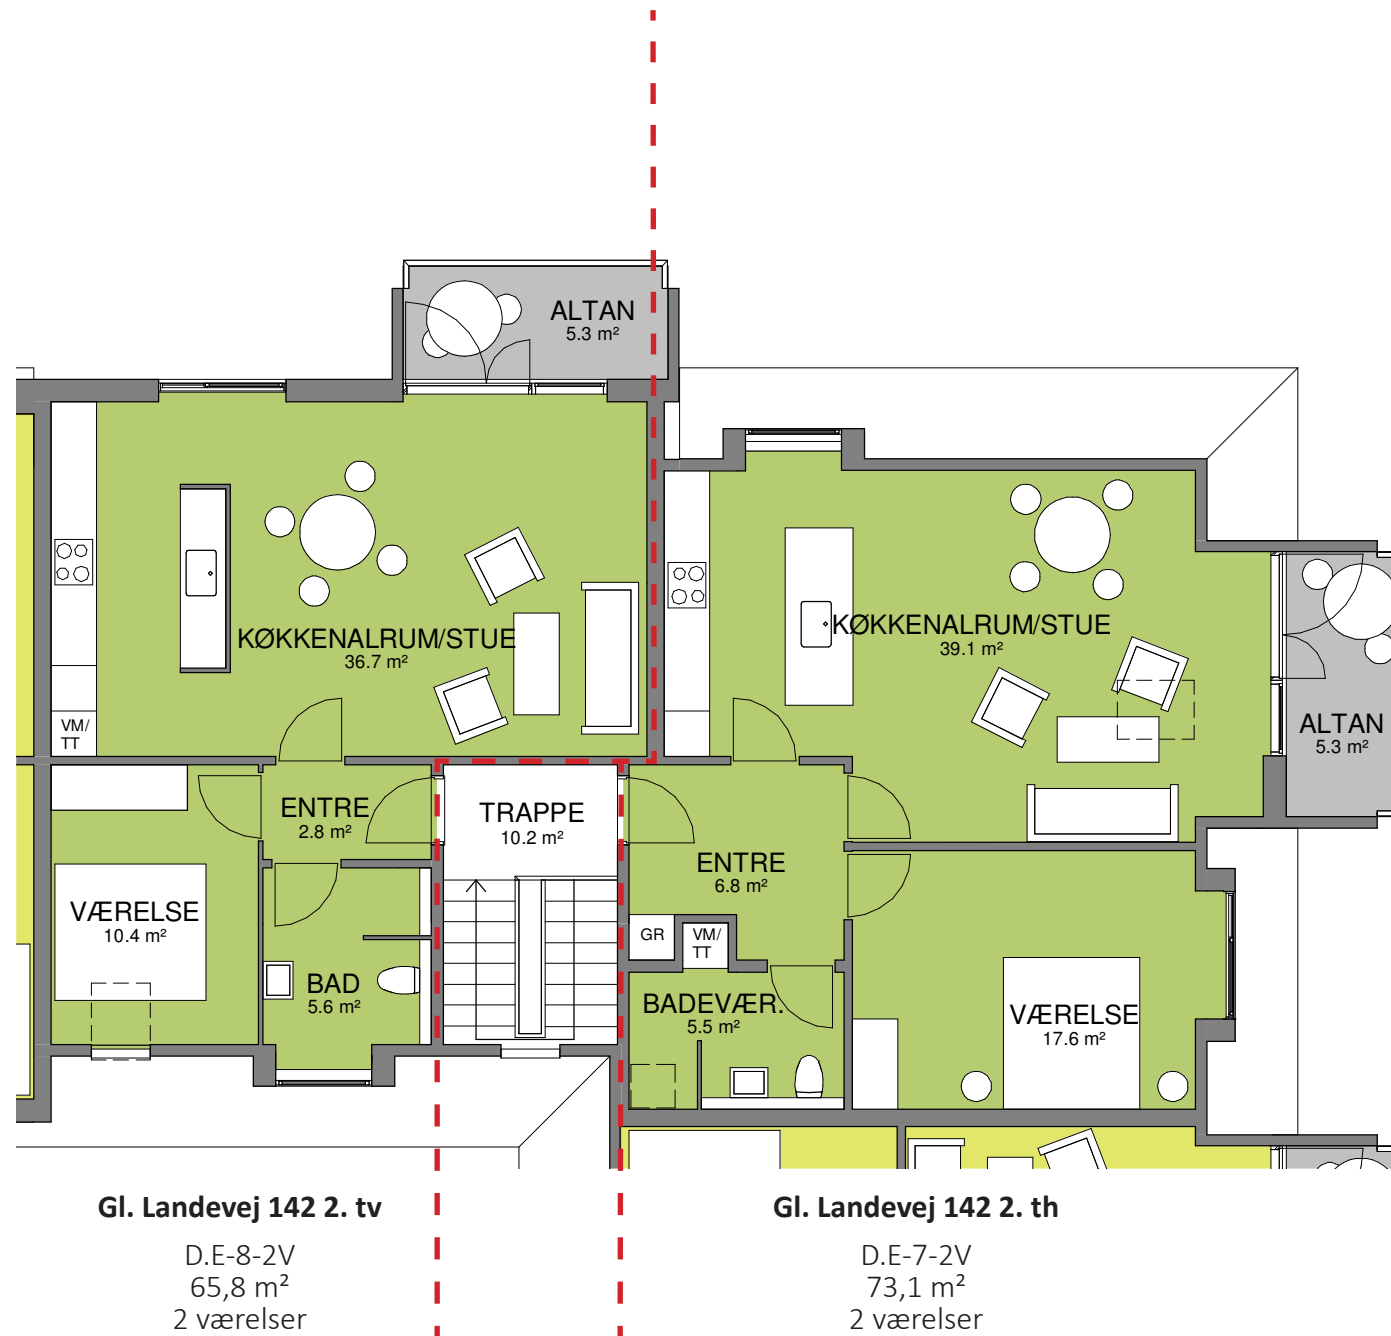 ALTAN
5.3 m²
KØKKENALRUM/STUE
36.7 m²
VM/
TT
ENTRE
2.8 m²
VÆRELSE
10.4 m²
BAD
5.6 m²
TRAPPE
10.2 m²
KØKKENALRUM/STUE
39.1 m²
ALTAN
5.3 m²
ENTRE
6.8 m²
GR
VM/
TT
BADEVÆR.
5.5 m²
VÆRELSE
17.6 m²
Gl. Landevej 142 2. tv
D.E-8-2V
65,8 m²
2 værelser
Gl. Landevej 142 2. th
D.E-7-2V
73,1 m²
2 værelser